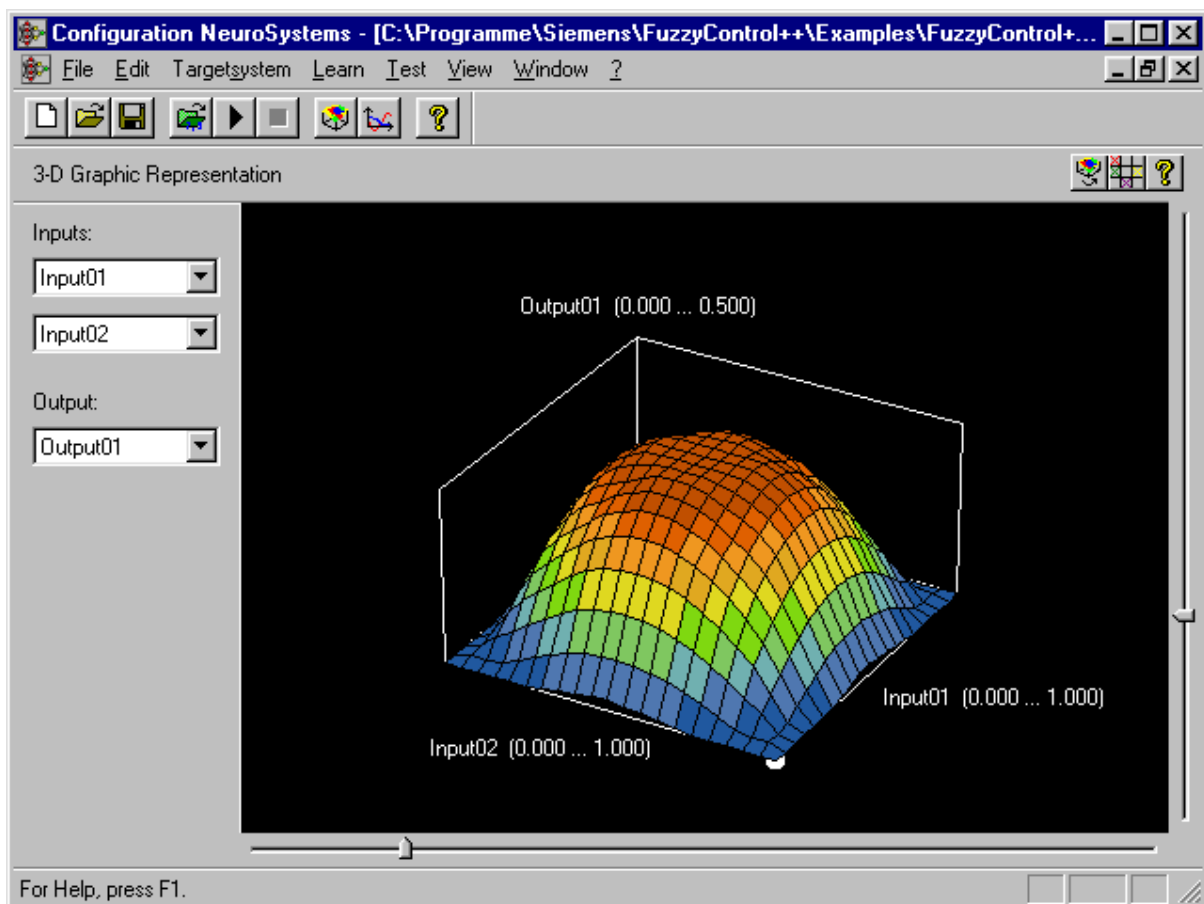 Configuration NeuroSystems - [C:\Programme\Siemens\FuzzyControl++\Examples\FuzzyControl+...
File Edit Targetsystem Learn Test View Window ?
3-D Graphic Representation
Inputs:
Input01
Input02
Output:
Output01
Output01 (0.000 ... 0.500)
Input01 (0.000 ... 1.000)
Input02 (0.000 ... 1.000)
For Help, press F1.